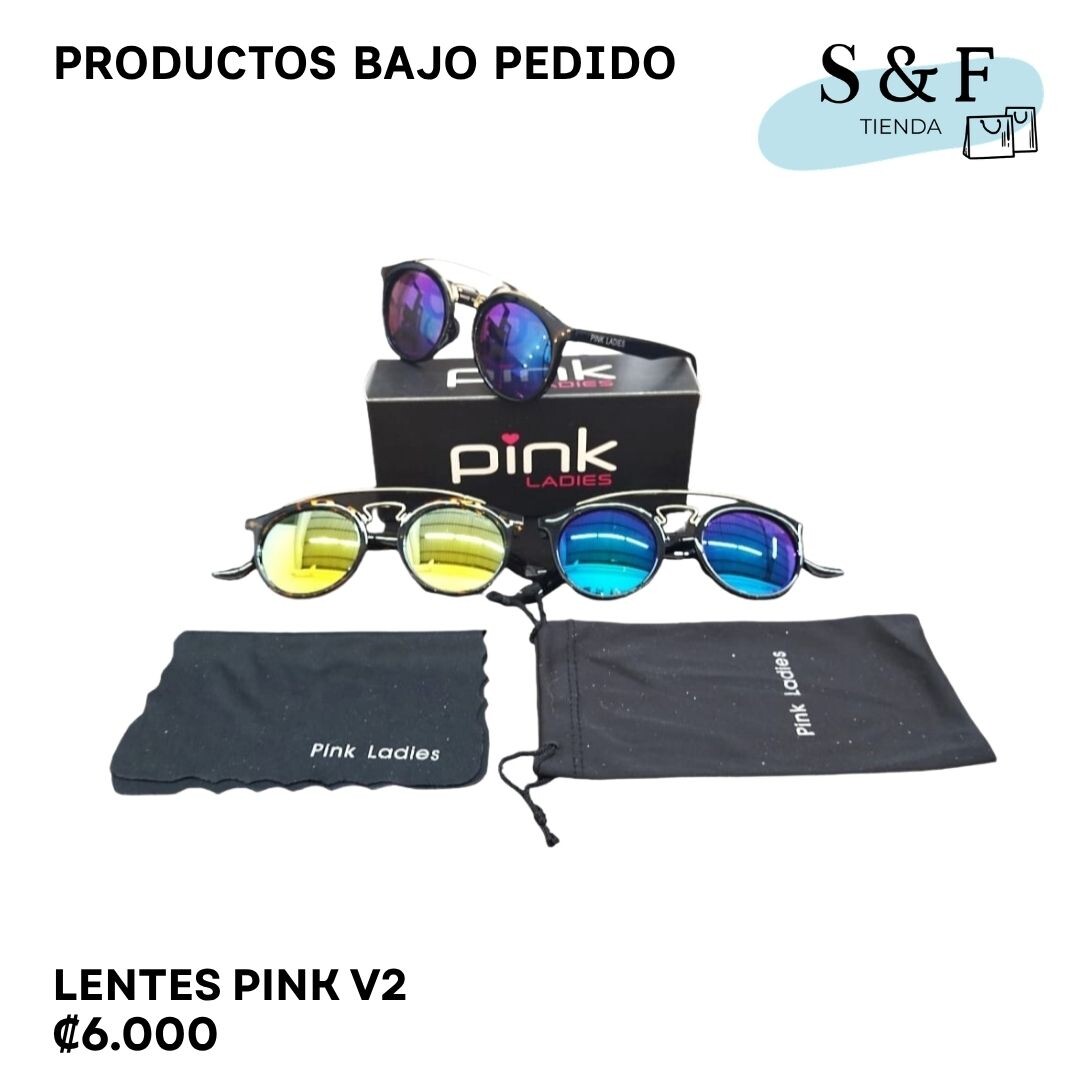 PRODUCTOS BAJO PEDIDO
S & F
TIENDA
PINK LADIES
pink
LADIES
pink
LADIES
Pink Ladies
Pink Ladies
LENTES PINK V2
₡6.000